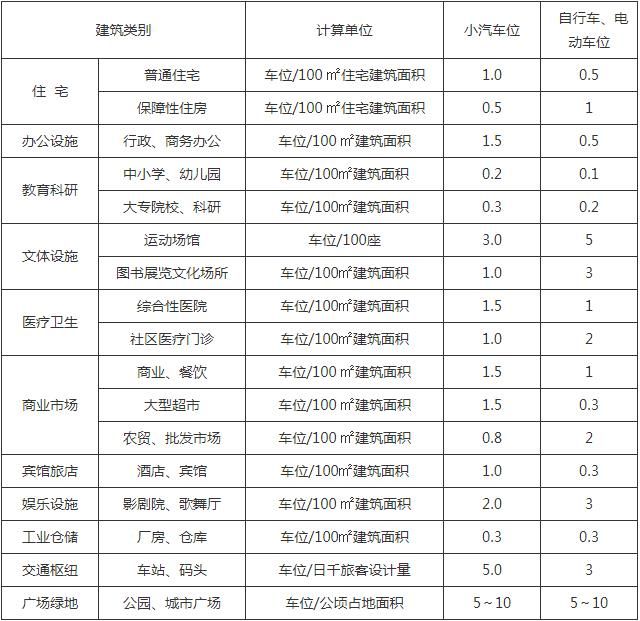 建筑类别 计算单位 小汽车位 自行车、电
动车位
住 宅 普通住宅 车位/100 ㎡住宅建筑面积 1.0 0.5
保障性住房 车位/100 ㎡住宅建筑面积 0.5 1
办公设施 行政、商务办公 车位/100 ㎡建筑面积 1.5 0.5
教育科研 中小学、幼儿园 车位/100㎡建筑面积 0.2 0.1
大专院校、科研 车位/100㎡建筑面积 0.3 0.2
文体设施 运动场馆 车位/100座 3.0 5
图书展览文化场所 车位/100㎡建筑面积 1.0 3
医疗卫生 综合性医院 车位/100㎡建筑面积 1.5 1
社区医疗门诊 车位/100㎡建筑面积 1.0 2
商业市场 商业、餐饮 车位/100 ㎡建筑面积 1.5 1
大型超市 车位/100 ㎡建筑面积 1.5 0.3
农贸、批发市场 车位/100 ㎡建筑面积 0.8 2
宾馆旅店 酒店、宾馆 车位/100㎡建筑面积 1.0 0.3
娱乐设施 影剧院、歌舞厅 车位/100 ㎡建筑面积 2.0 3
工业仓储 厂房、仓库 车位/100㎡建筑面积 0.3 0.3
交通枢纽 车站、码头 车位/日千旅客设计量 5.0 3
广场绿地 公园、城市广场 车位/公顷占地面积 5～10 5～10